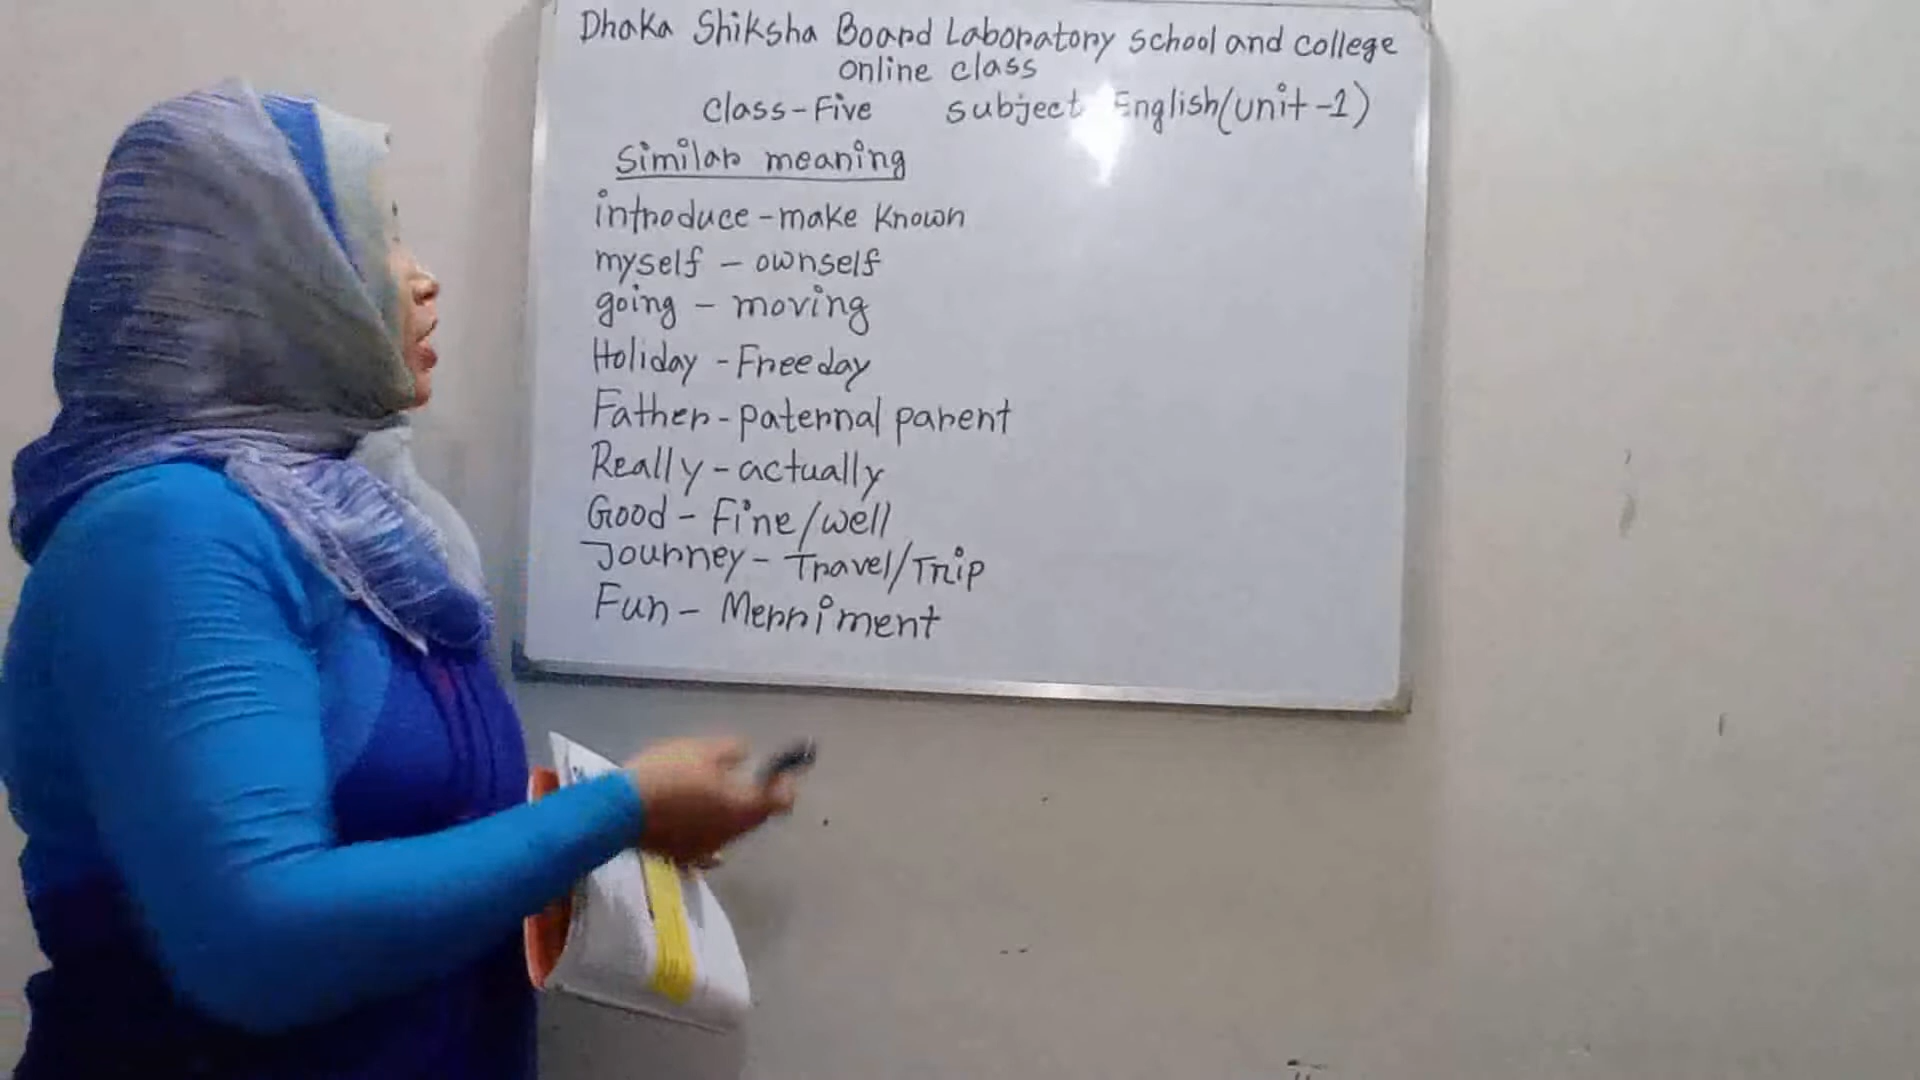 Dhaka Shiksha Board Laboratory school and college
online class
Class-Five subject English(unit-1)
Similar meaning
introduce-make known
myself - ownself
going - moving
Holiday -Freeday
Father-paternal parent
Really-actually
Good-Fine/well
Journey-Travel/Trip
Fun-Merriment